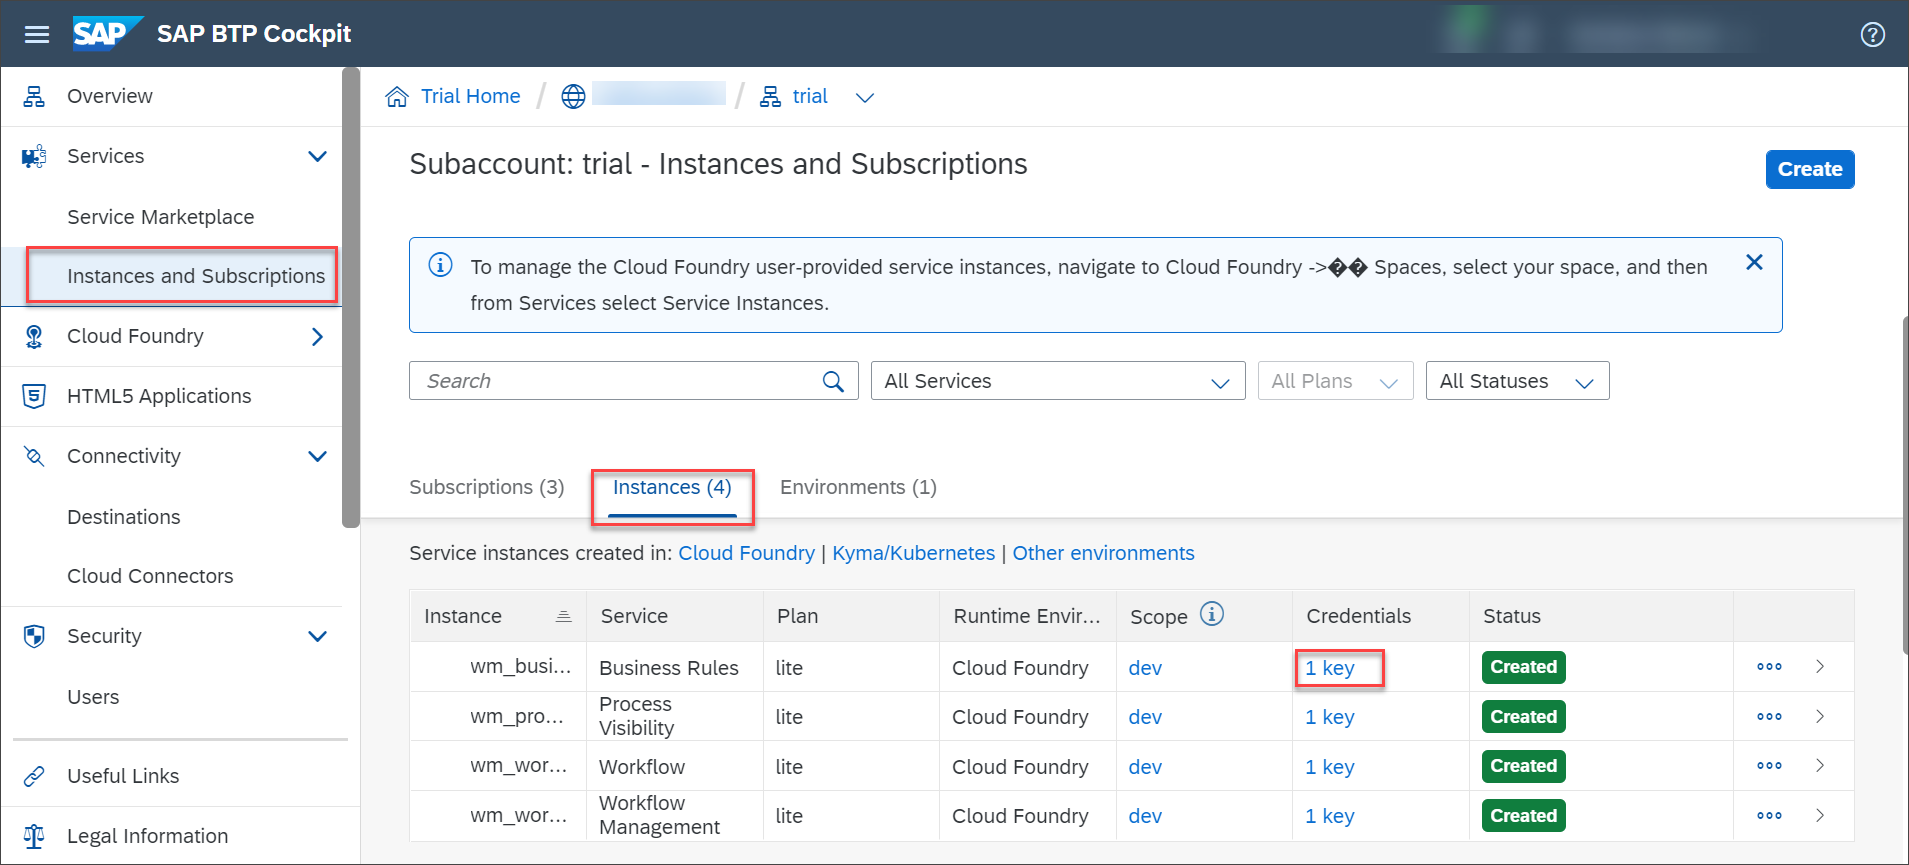 SAP SAP BTP Cockpit
Overview
Services
Service Marketplace
Instances and Subscriptions
Cloud Foundry
HTML5 Applications
Connectivity
Destinations
Cloud Connectors
Security
Users
Useful Links
Legal Information
Trial Home / / trial
Subaccount: trial - Instances and Subscriptions
Create
To manage the Cloud Foundry user-provided service instances, navigate to Cloud Foundry ->�� Spaces, select your space, and then
from Services select Service Instances.
Search All Services All Plans All Statuses
Subscriptions (3) Instances (4) Environments (1)
Service instances created in: Cloud Foundry | Kyma/Kubernetes | Other environments
Instance Service Plan Runtime Envir... Scope Credentials Status
wm_busi... Business Rules lite Cloud Foundry dev 1 key Created
wm_pro... Process Visibility lite Cloud Foundry dev 1 key Created
wm_wor... Workflow lite Cloud Foundry dev 1 key Created
wm_wor... Workflow Management lite Cloud Foundry dev 1 key Created